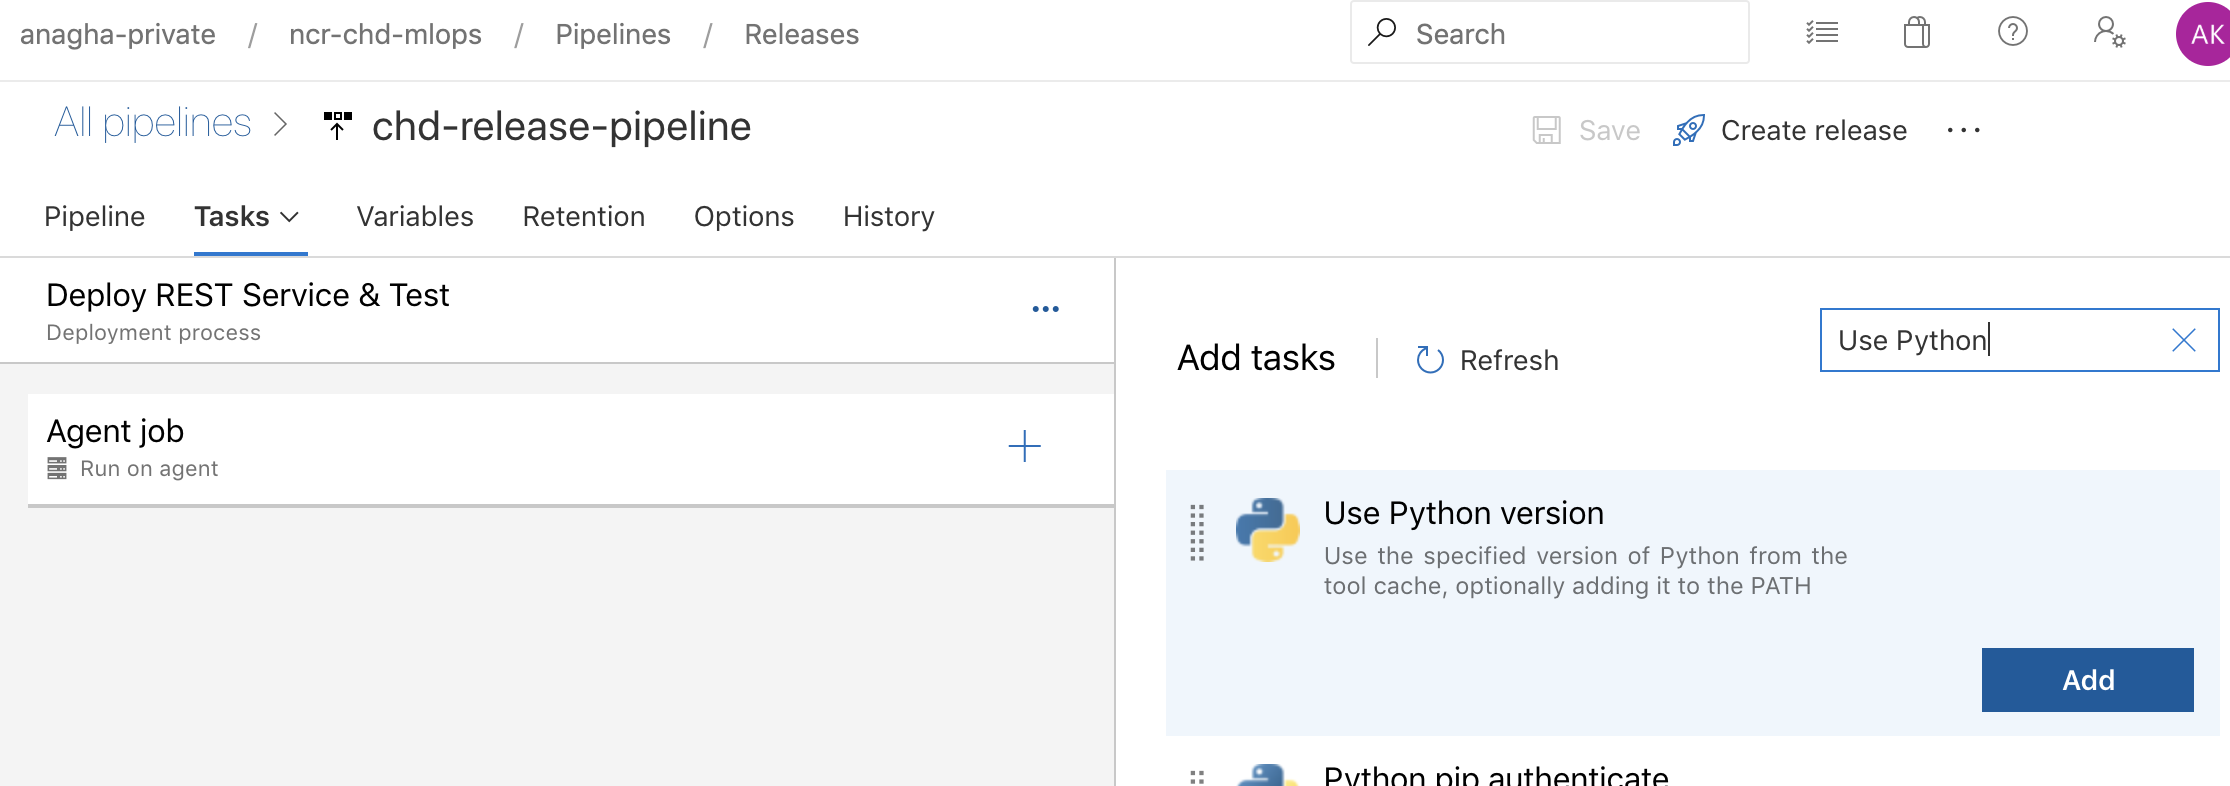 anagha-private / ncr-chd-mlops / Pipelines / Releases
Search
AK
All pipelines > chd-release-pipeline
Save
Create release
...
Pipeline
Tasks
Variables
Retention
Options
History
Deploy REST Service & Test
Deployment process
...
Agent job
Run on agent
Add tasks
Refresh
Use Python
Use Python version
Use the specified version of Python from the
tool cache, optionally adding it to the PATH
Add
Python pip authenticate